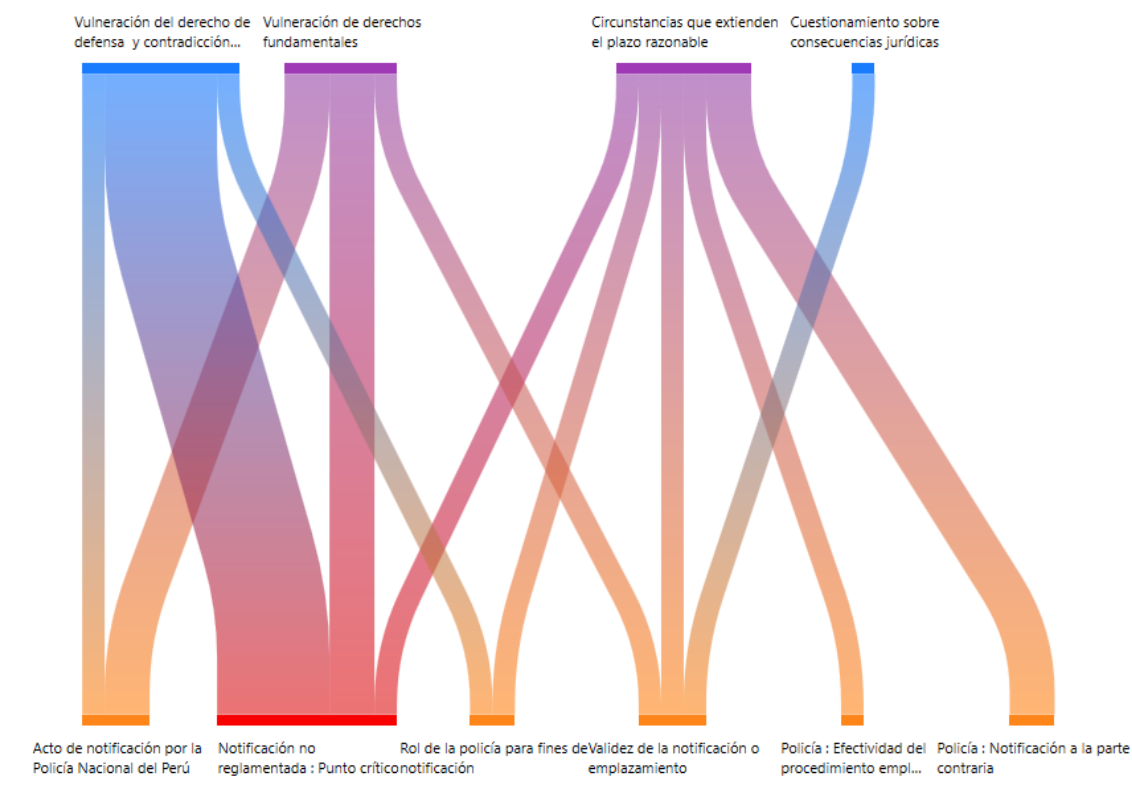 Vulneración del derecho de
defensa y contradicción...
Vulneración de derechos
fundamentales
Circunstancias que extienden
el plazo razonable
Cuestionamiento sobre
consecuencias jurídicas
Acto de notificación por la
Policía Nacional del Perú
Notificación no
reglamentada : Punto crítico
Rol de la policía para fines de
notificación
Validez de la notificación o
emplazamiento
Policía : Efectividad del
procedimiento empl...
Policía : Notificación a la parte
contraria